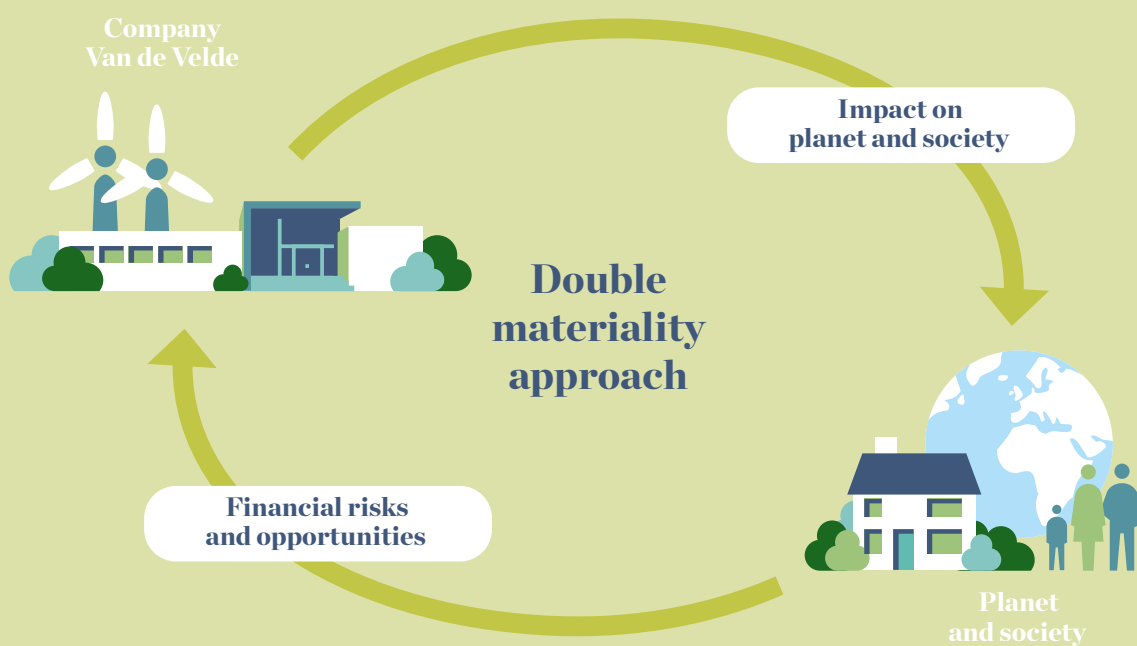 Company
Van de Velde
Impact on
planet and society
Double
materiality
approach
Financial risks
and opportunities
Planet
and society